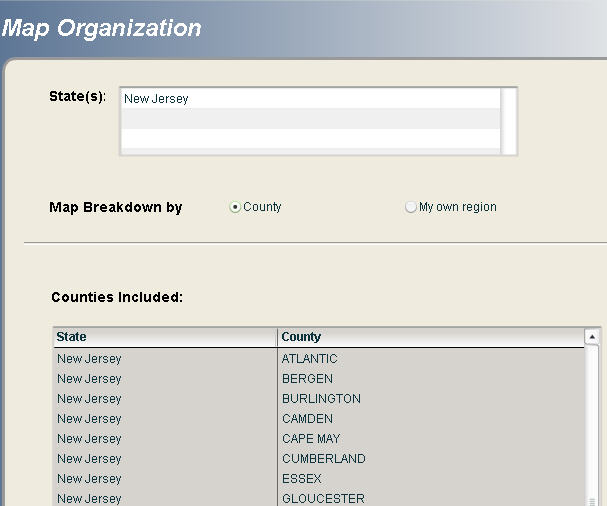 Map Organization
State(s):
New Jersey
Map Breakdown by County My own region
Counties Included:
State County
New Jersey ATLANTIC
New Jersey BERGEN
New Jersey BURLINGTON
New Jersey CAMDEN
New Jersey CAPE MAY
New Jersey CUMBERLAND
New Jersey ESSEX
New Jersey GLOUCESTER